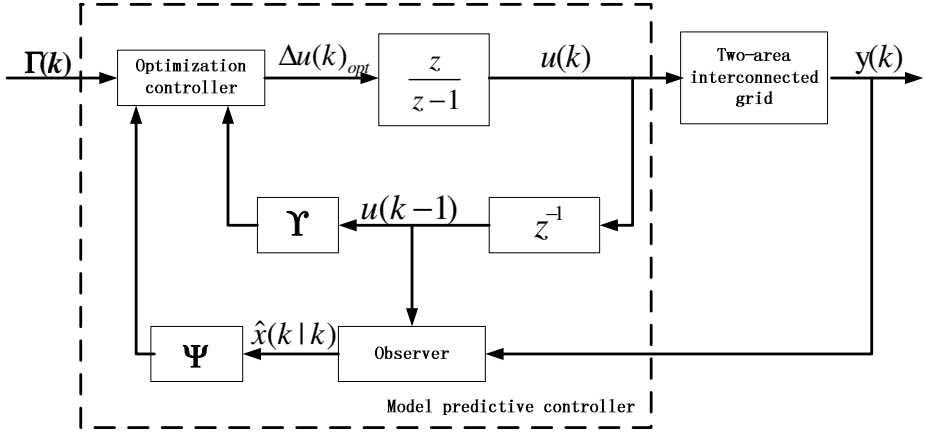 Γ(k)
Optimization
controller
Δu(k)opt
z
z−1
u(k)
Two-area
interconnected
grid
y(k)
ϒ
u(k−1)
z⁻¹
Ψ
x̂(k|k)
Observer
Model predictive controller